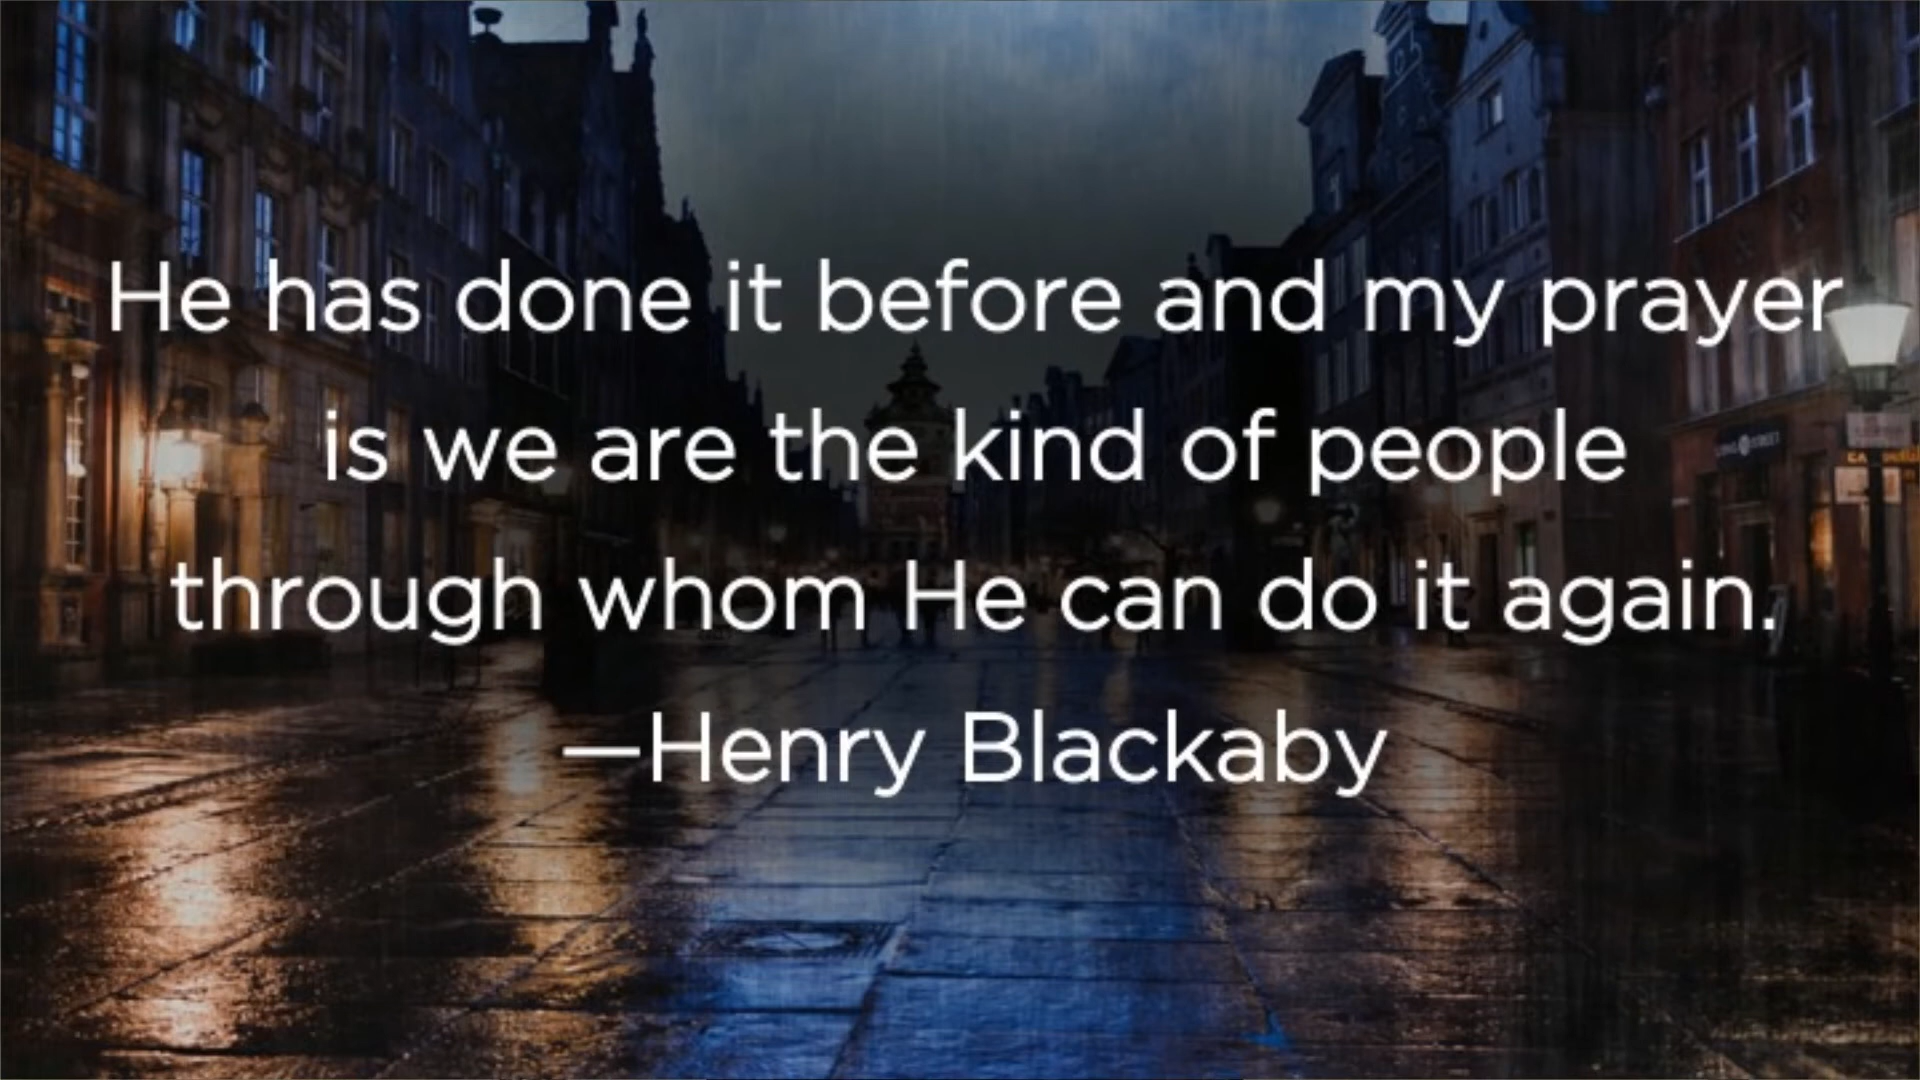 He has done it before and my prayer
is we are the kind of people
through whom He can do it again.
—Henry Blackaby